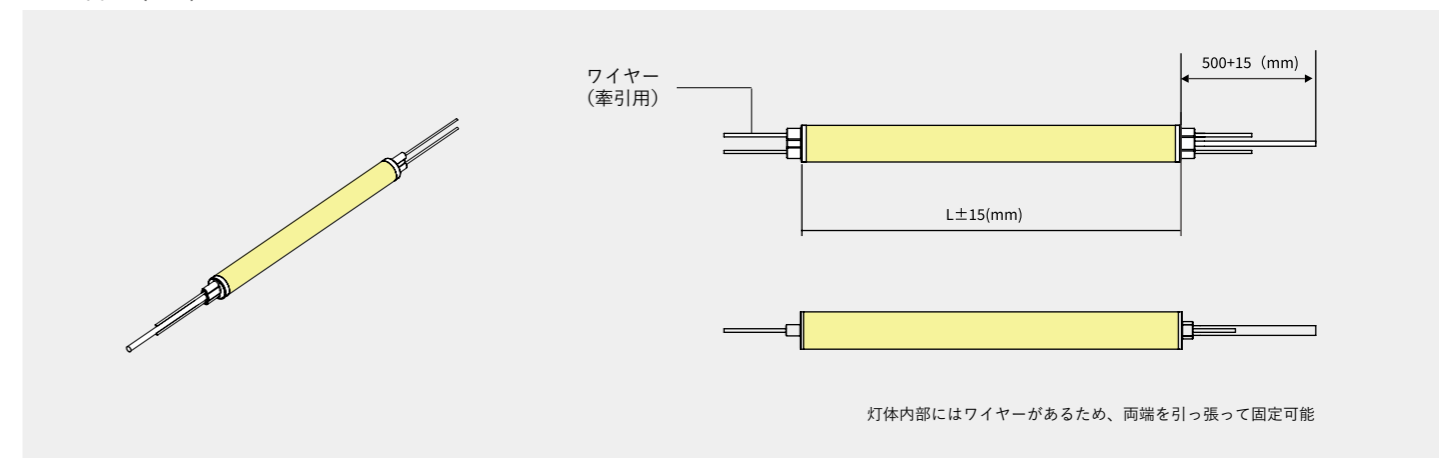 ワイヤー
（牽引用）
500+15（mm)
L±15(mm)
灯体内部にはワイヤーがあるため、両端を引っ張って固定可能